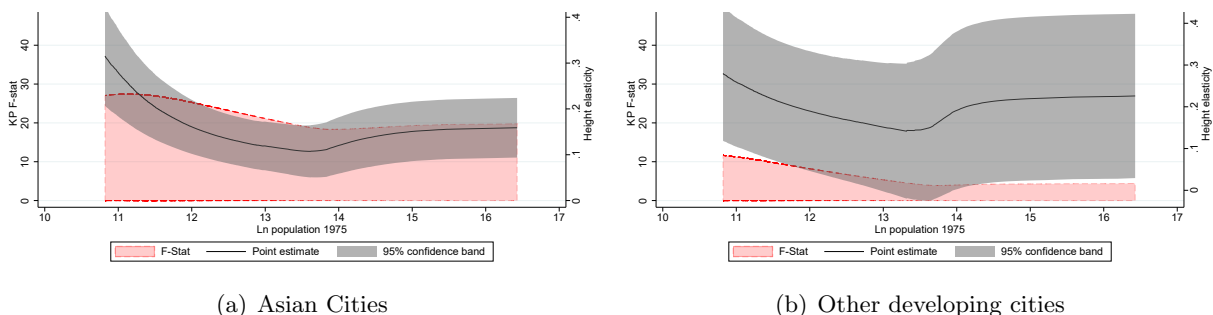 KP F-stat
0 10 20 30 40
Height elasticity
0 .1 .2 .3 .4
10 11 12 13 14 15 16 17
Ln population 1975
F-Stat Point estimate 95% confidence band
(a) Asian Cities
KP F-stat
0 10 20 30 40
Height elasticity
0 .1 .2 .3 .4
10 11 12 13 14 15 16 17
Ln population 1975
F-Stat Point estimate 95% confidence band
(b) Other developing cities